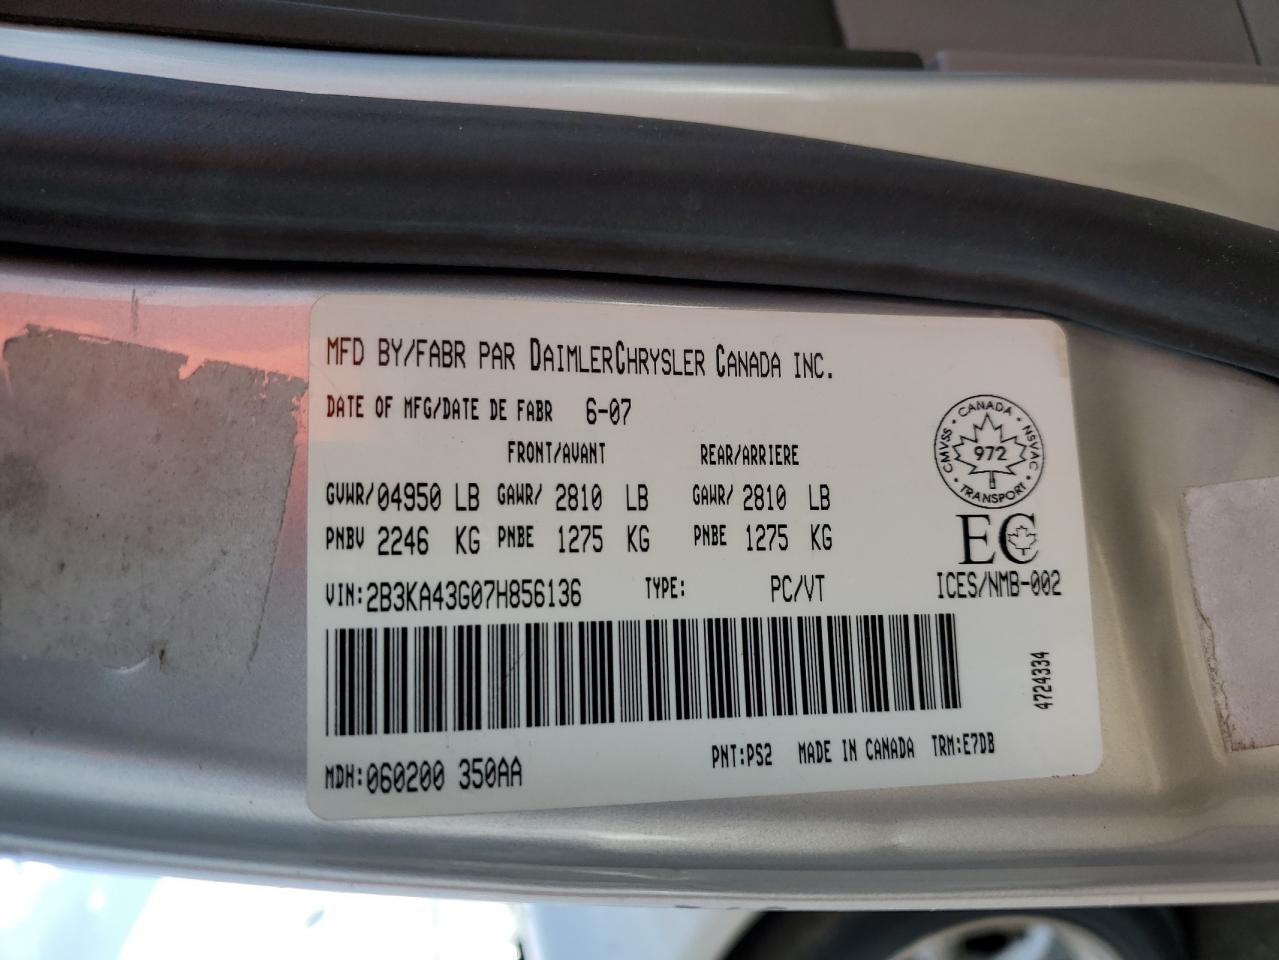 MFD BY/FABR PAR DAIMLERCHRYSLER CANADA INC.
DATE OF MFG/DATE DE FABR 6-07
FRONT/AVANT REAR/ARRIERE
GVWR/04950 LB GAWR/ 2810 LB GAWR/ 2810 LB
PNBV 2246 KG PNBE 1275 KG PNBE 1275 KG
VIN:2B3KA43G07H856136 TYPE: PC/VT
CANADA
CMVSS 972 NSVAC
TRANSPORT
EC
ICES/NMB-002
4724334
PNT:PS2 MADE IN CANADA TRM:E7DB
MDH:060200 350AA